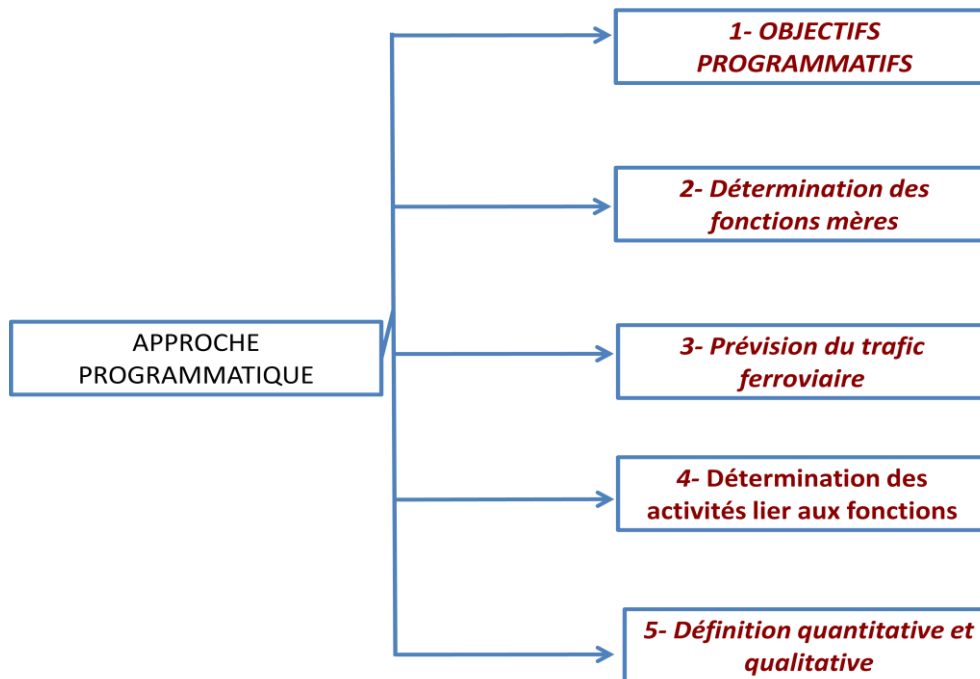 1- OBJECTIFS
PROGRAMMATIFS
2- Détermination des
fonctions mères
APPROCHE
PROGRAMMATIQUE
3- Prévision du trafic
ferroviaire
4- Détermination des
activités lier aux fonctions
5- Définition quantitative et
qualitative